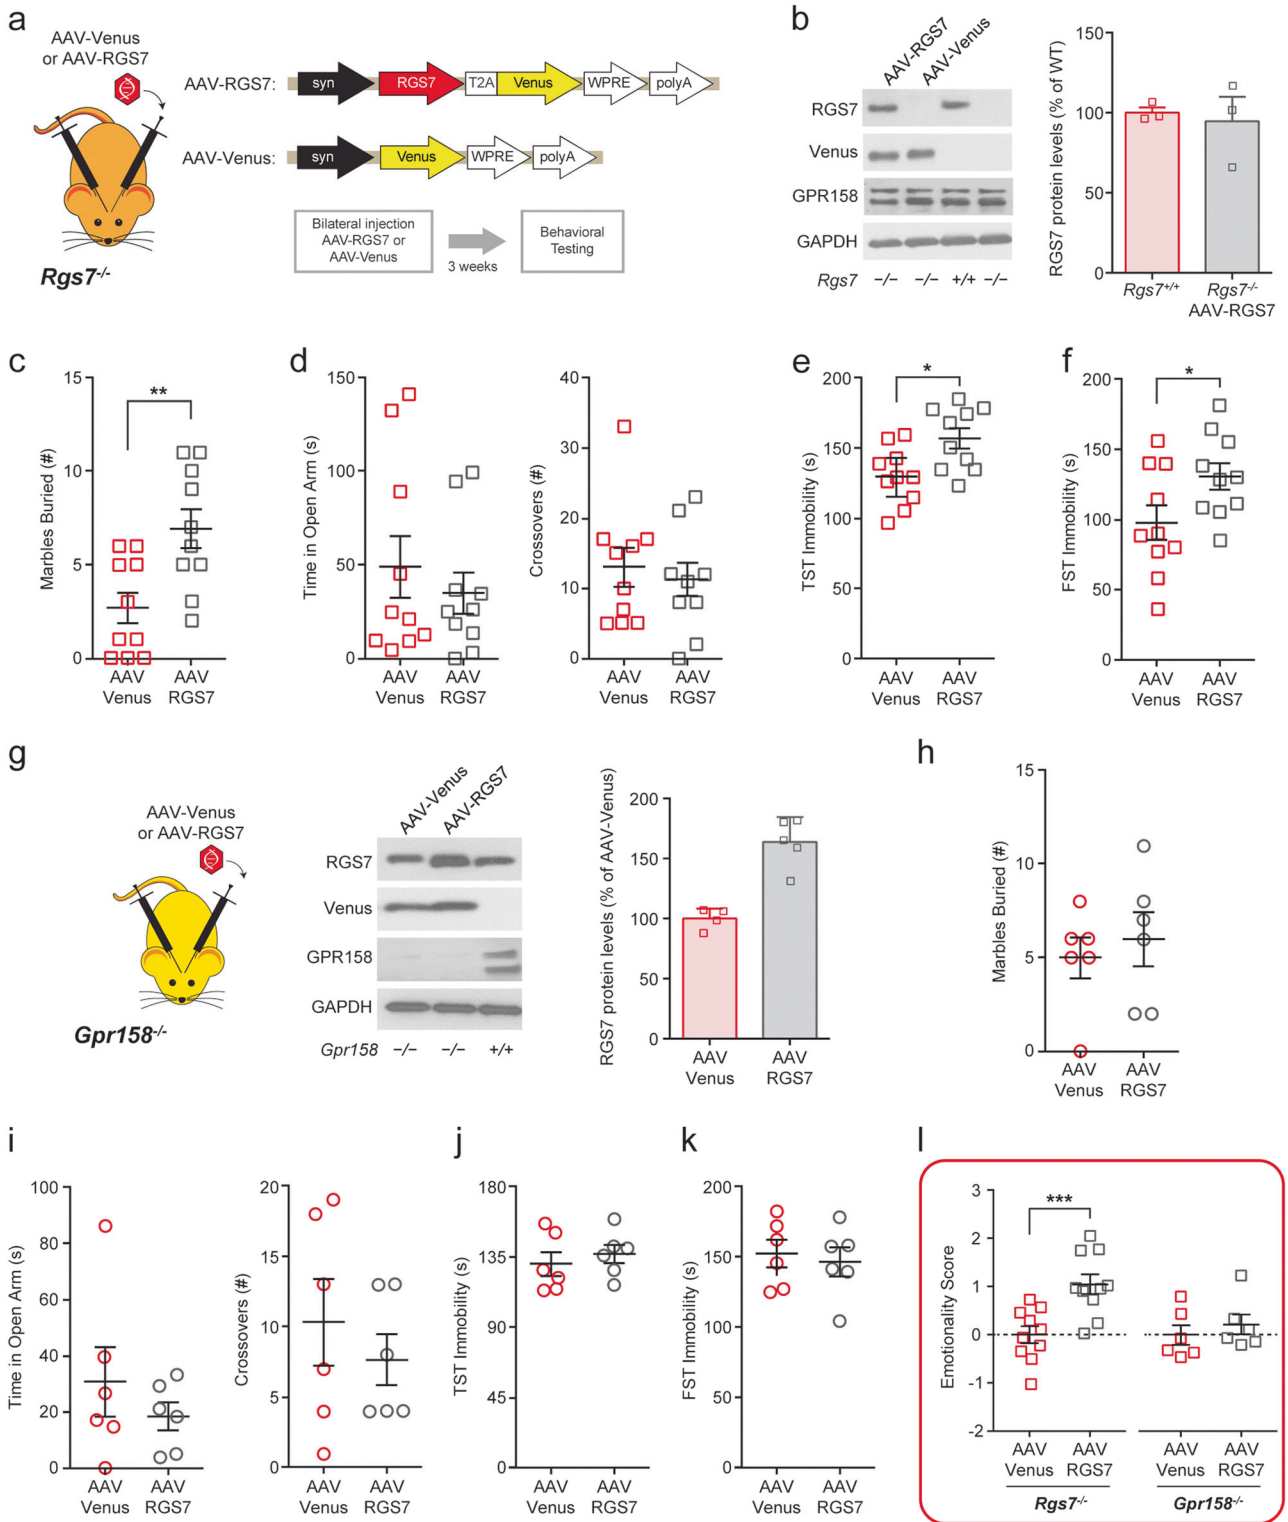 a
AAV-Venus
or AAV-RGS7
Rgs7-/-
AAV-RGS7:
syn
RGS7
T2A
Venus
WPRE
polyA
AAV-Venus:
syn
Venus
WPRE
polyA
Bilateral injection
AAV-RGS7 or
AAV-Venus
3 weeks
Behavioral
Testing
b
AAV-RGS7
AAV-Venus
RGS7
Venus
GPR158
GAPDH
Rgs7 −/− −/− +/+ −/−
RGS7 protein levels (% of WT)
150
100
50
0
Rgs7+/+
Rgs7-/-
AAV-RGS7
c
Marbles Buried (#)
15
10
5
0
**
AAV
Venus
AAV
RGS7
d
Time in Open Arm (s)
150
100
50
0
AAV
Venus
AAV
RGS7
Crossovers (#)
40
30
20
10
0
AAV
Venus
AAV
RGS7
e
TST Immobility (s)
200
150
100
50
0
*
AAV
Venus
AAV
RGS7
f
FST Immobility (s)
200
150
100
50
0
*
AAV
Venus
AAV
RGS7
g
AAV-Venus
or AAV-RGS7
Gpr158-/-
AAV-Venus
AAV-RGS7
RGS7
Venus
GPR158
GAPDH
Gpr158 −/− −/− +/+
RGS7 protein levels (% of AAV-Venus)
200
150
100
50
0
AAV
Venus
AAV
RGS7
h
Marbles Buried (#)
15
10
5
0
AAV
Venus
AAV
RGS7
i
Time in Open Arm (s)
100
80
60
40
20
0
AAV
Venus
AAV
RGS7
Crossovers (#)
20
15
10
5
0
AAV
Venus
AAV
RGS7
j
TST Immobility (s)
180
135
90
45
0
AAV
Venus
AAV
RGS7
k
FST Immobility (s)
200
150
100
50
0
AAV
Venus
AAV
RGS7
l
Emotionality Score
3
2
1
0
-1
-2
***
AAV
Venus
AAV
RGS7
AAV
Venus
AAV
RGS7
Rgs7-/-
Gpr158-/-